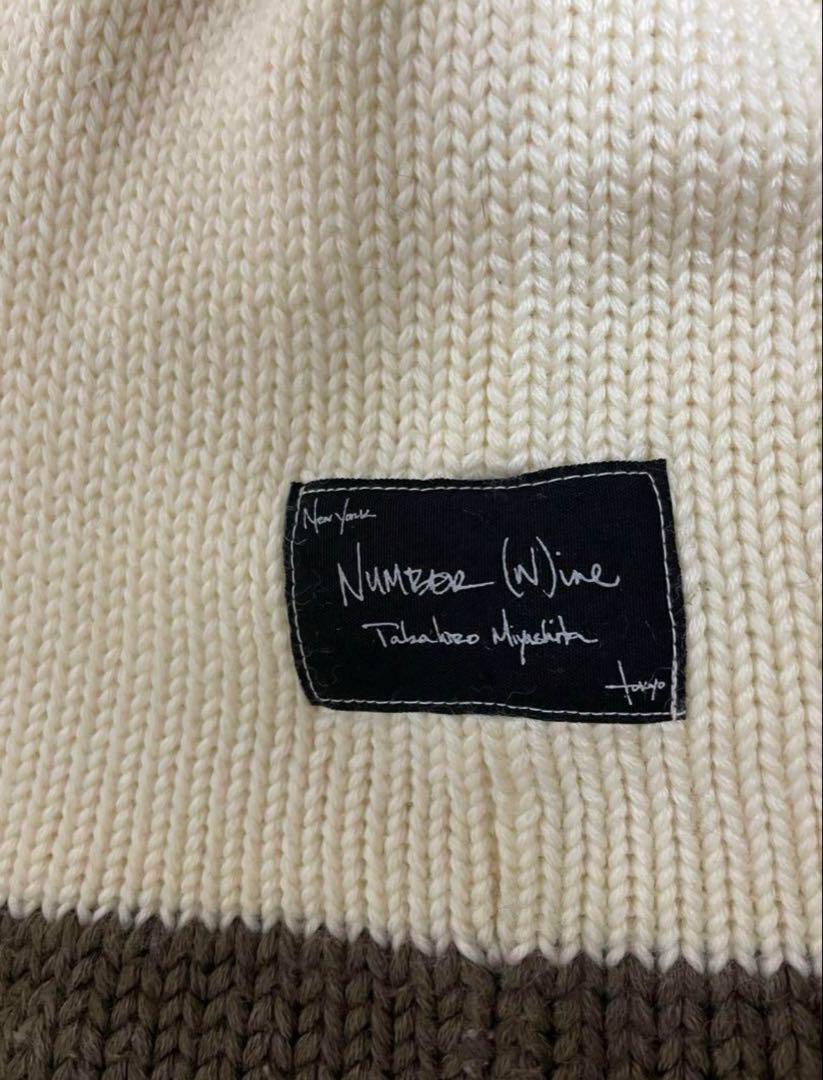 New York
NUMBER (N)ine
Takahiro Miyashita
tokyo